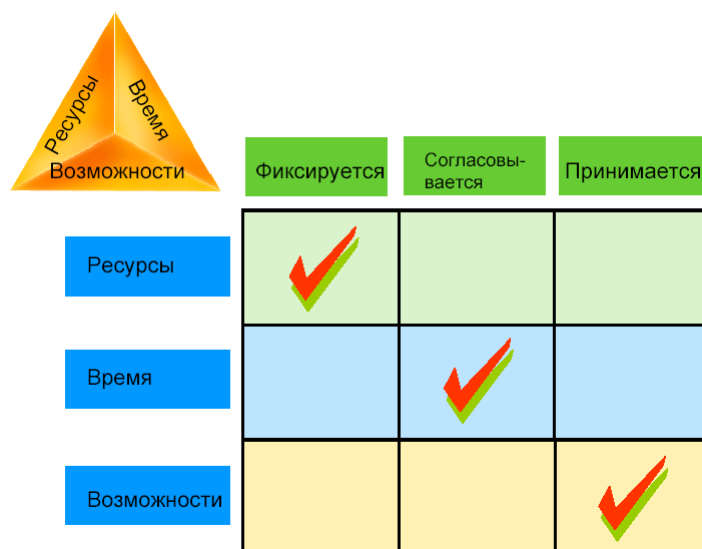 Ресурсы
Время
Возможности
Фиксируется
Согласовы-
вается
Принимается
Ресурсы
Время
Возможности